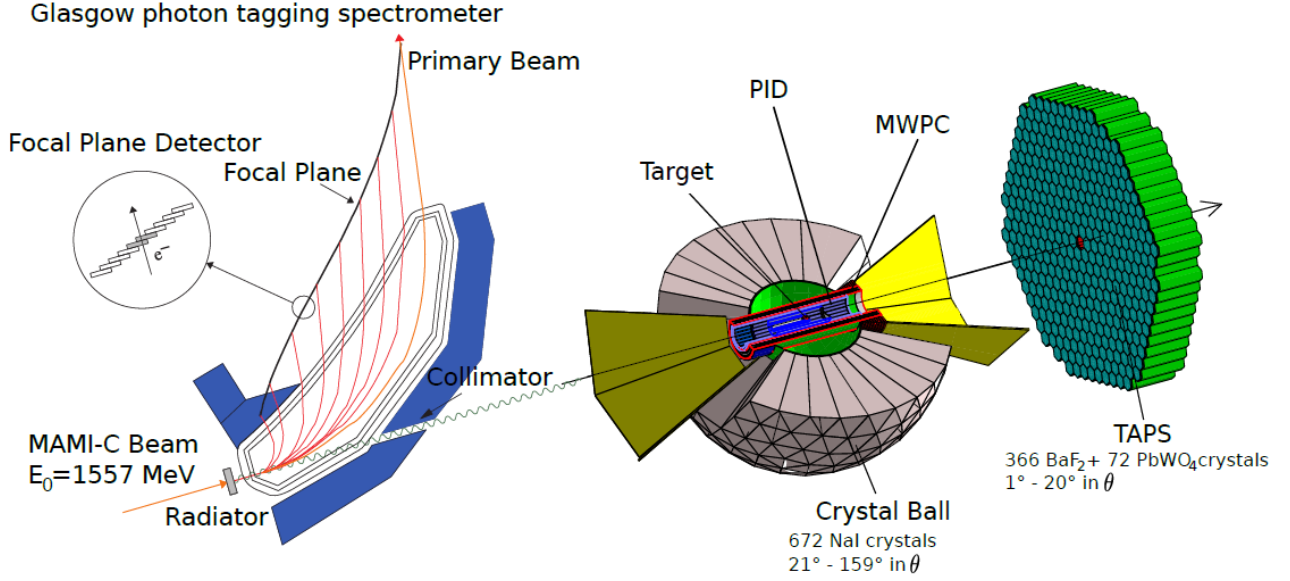 Glasgow photon tagging spectrometer
Primary Beam
Focal Plane Detector
Focal Plane
e⁻
MAMI-C Beam
E₀=1557 MeV
Radiator
Collimator
Target
PID
MWPC
Crystal Ball
672 NaI crystals
21° - 159° in θ
TAPS
366 BaF₂+ 72 PbWO₄crystals
1° - 20° in θ